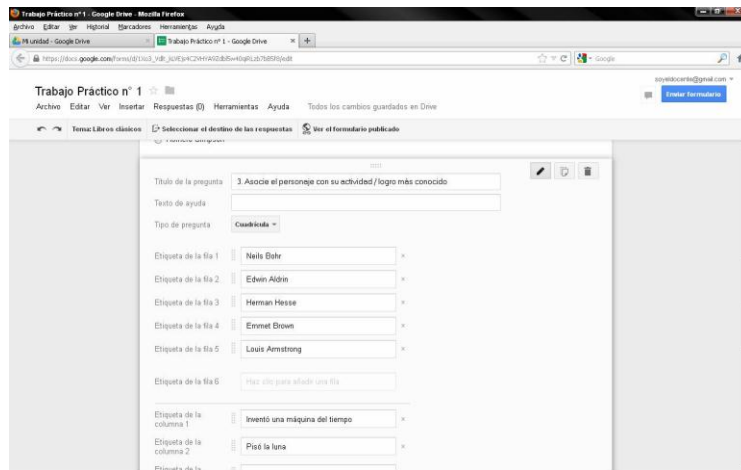 Trabajo Práctico nº 1 - Google Drive - Mozilla Firefox
Archivo Editar Ver Historial Marcadores Herramientas Ayuda
Mi unidad - Google Drive
Trabajo Práctico nº 1 - Google Drive
Google
soyeldocente@gmail.com
Trabajo Práctico n° 1
Enviar formulario
Archivo Editar Ver Insertar Respuestas (0) Herramientas Ayuda Todos los cambios guardados en Drive
Tema: Libros clásicos Seleccionar el destino de las respuestas Ver el formulario publicado
Título de la pregunta 3. Asocie el personaje con su actividad / logro más conocido
Texto de ayuda
Tipo de pregunta Cuadrícula
Etiqueta de la fila 1 Neils Bohr
Etiqueta de la fila 2 Edwin Aldrin
Etiqueta de la fila 3 Herman Hesse
Etiqueta de la fila 4 Emmet Brown
Etiqueta de la fila 5 Louis Armstrong
Etiqueta de la fila 6 Haz clic para añadir una fila
Etiqueta de la
columna 1 Inventó una máquina del tiempo
Etiqueta de la
columna 2 Pisó la luna
Etiqueta de la